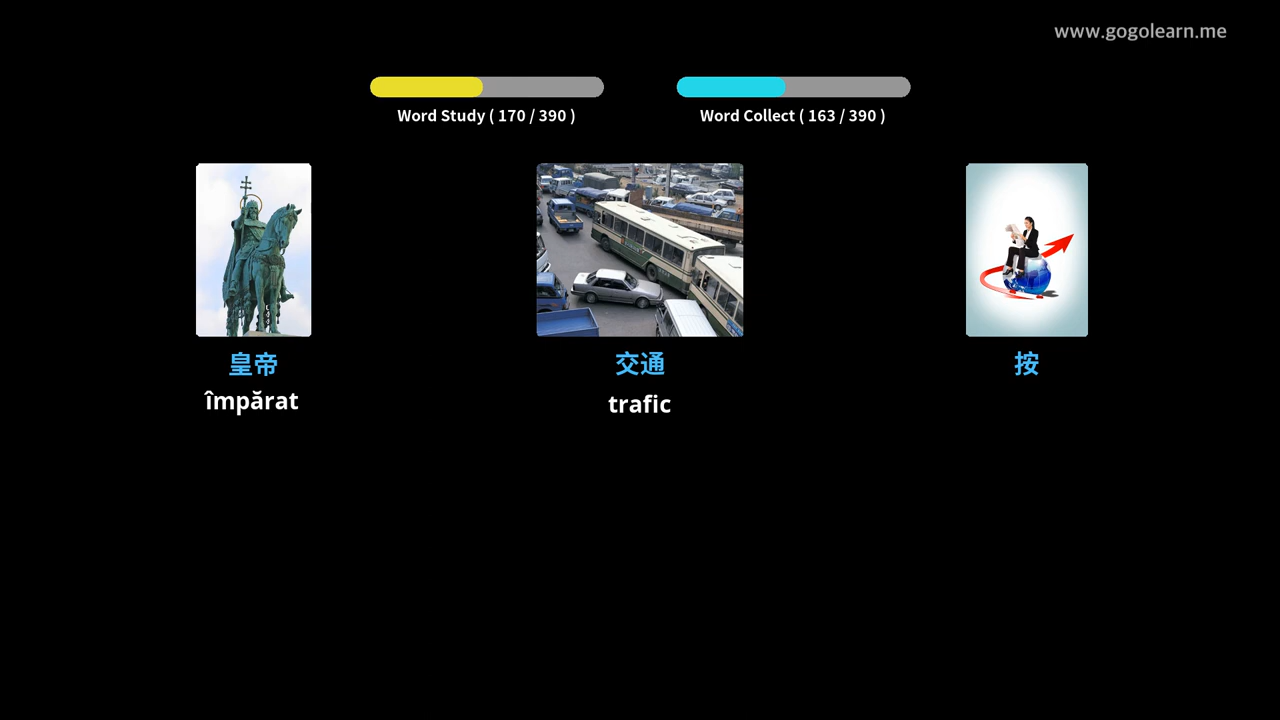 www.gogolearn.me
Word Study ( 170 / 390 )
Word Collect ( 163 / 390 )
皇帝
交通
按
împărat
trafic